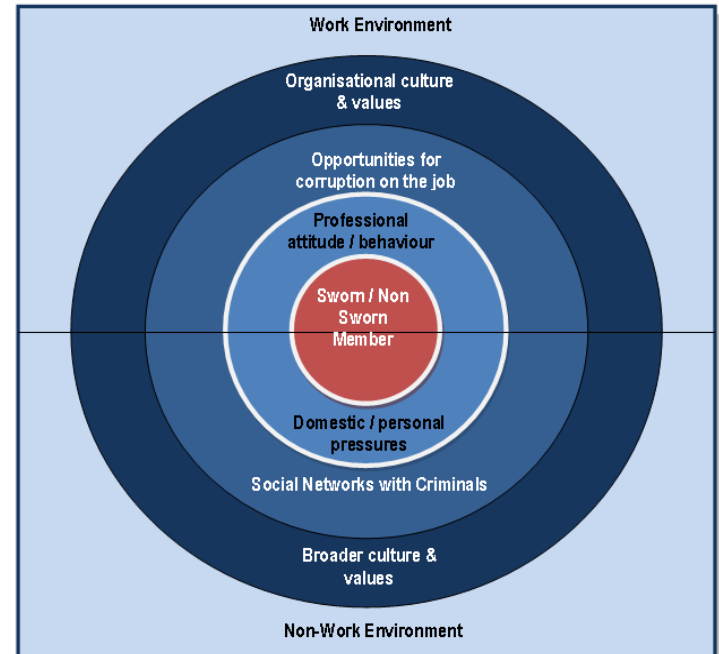 Work Environment
Organisational culture
& values
Opportunities for
corruption on the job
Professional
attitude / behaviour
Sworn / Non
Sworn
Member
Domestic / personal
pressures
Social Networks with Criminals
Broader culture &
values
Non-Work Environment